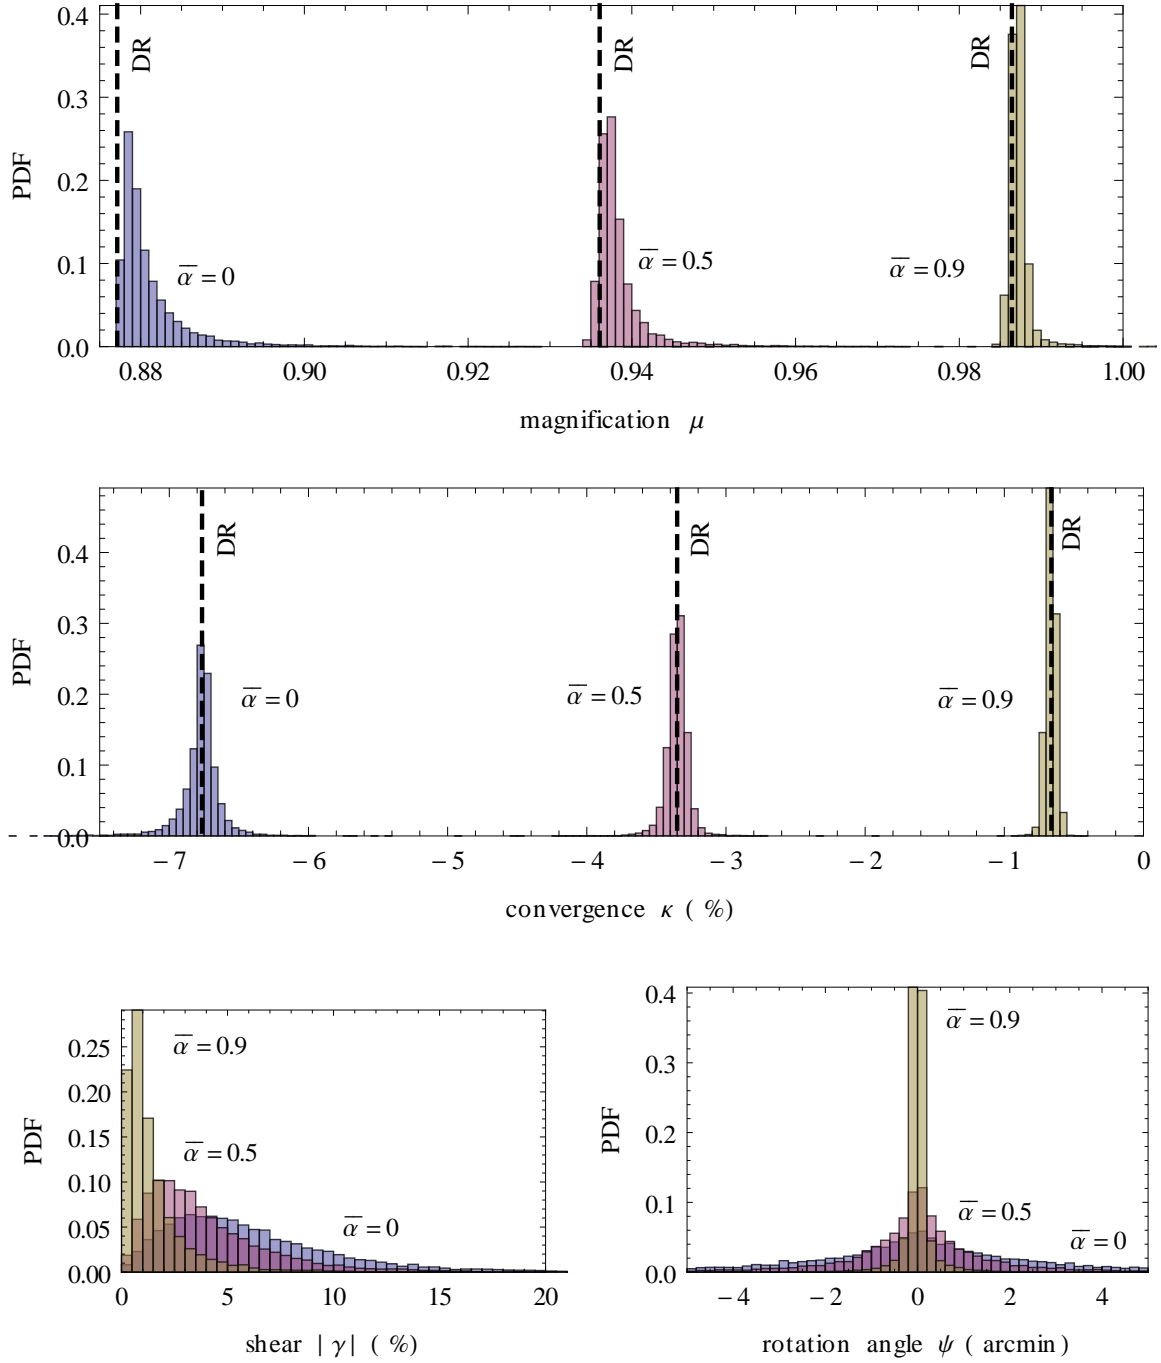 0.4
0.3
0.2
0.1
0.0
PDF
DR
DR
DR
α̅ = 0
α̅ = 0.5
α̅ = 0.9
0.88
0.90
0.92
0.94
0.96
0.98
1.00
magnification μ
0.4
0.3
0.2
0.1
0.0
PDF
DR
DR
DR
α̅ = 0
α̅ = 0.5
α̅ = 0.9
−7
−6
−5
−4
−3
−2
−1
0
convergence κ ( %)
0.25
0.20
0.15
0.10
0.05
0.00
PDF
α̅ = 0.9
α̅ = 0.5
α̅ = 0
0
5
10
15
20
shear |γ| ( %)
0.4
0.3
0.2
0.1
0.0
PDF
α̅ = 0.9
α̅ = 0.5
α̅ = 0
−4
−2
0
2
4
rotation angle ψ ( arcmin)